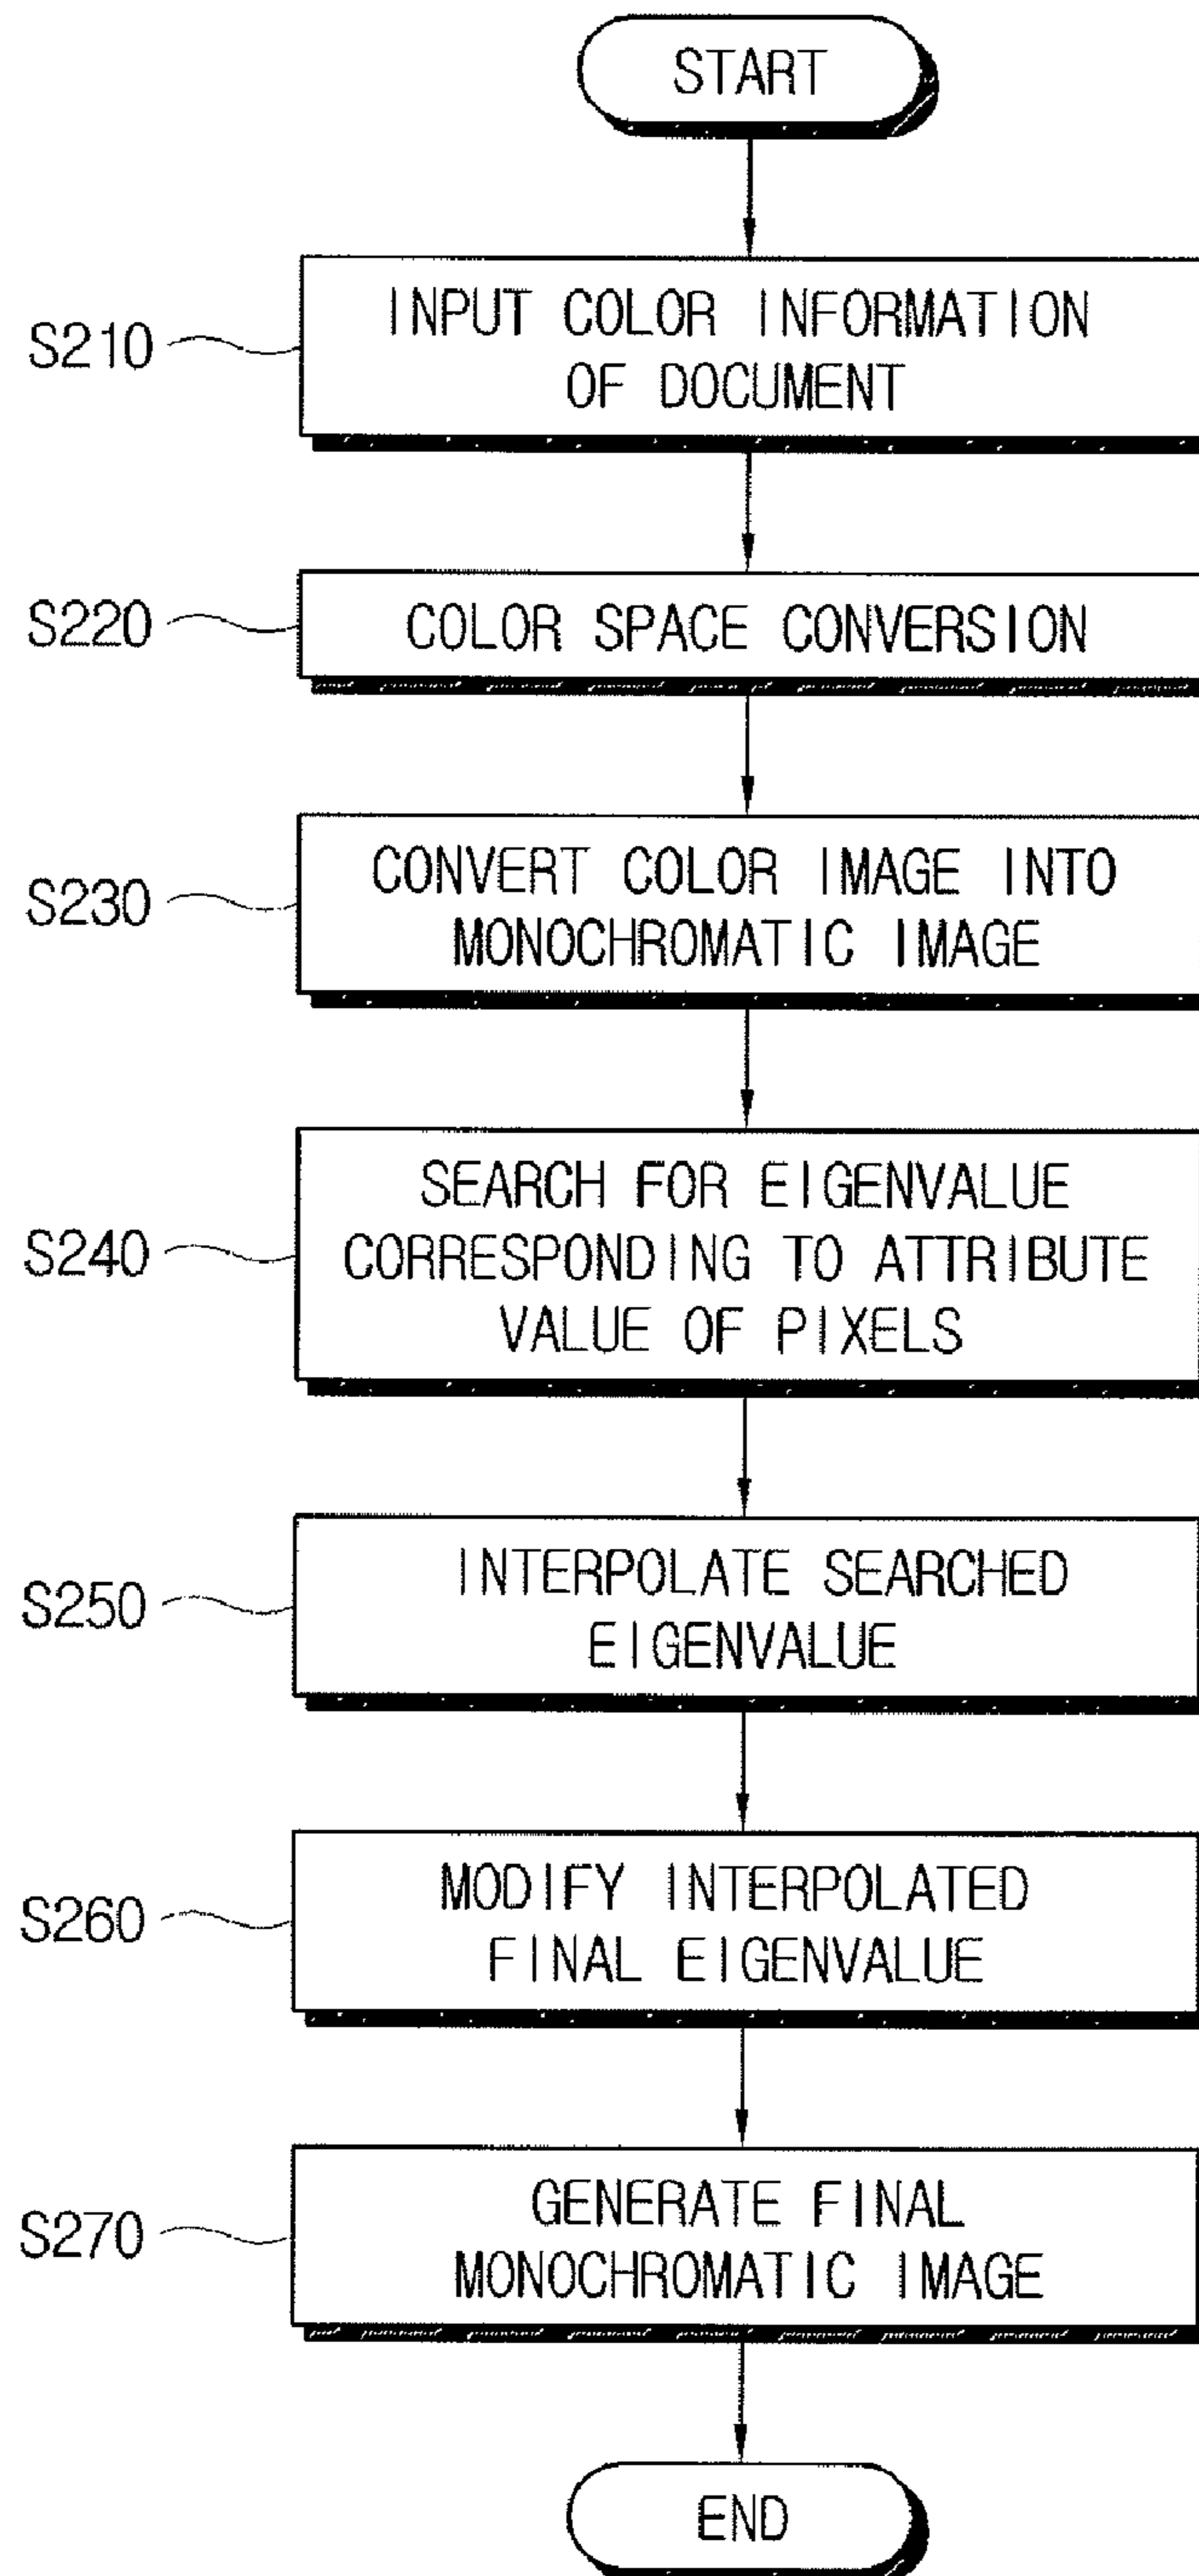 START
S210
INPUT COLOR INFORMATION
OF DOCUMENT
S220
COLOR SPACE CONVERSION
S230
CONVERT COLOR IMAGE INTO
MONOCHROMATIC IMAGE
S240
SEARCH FOR EIGENVALUE
CORRESPONDING TO ATTRIBUTE
VALUE OF PIXELS
S250
INTERPOLATE SEARCHED
EIGENVALUE
S260
MODIFY INTERPOLATED
FINAL EIGENVALUE
S270
GENERATE FINAL
MONOCHROMATIC IMAGE
END